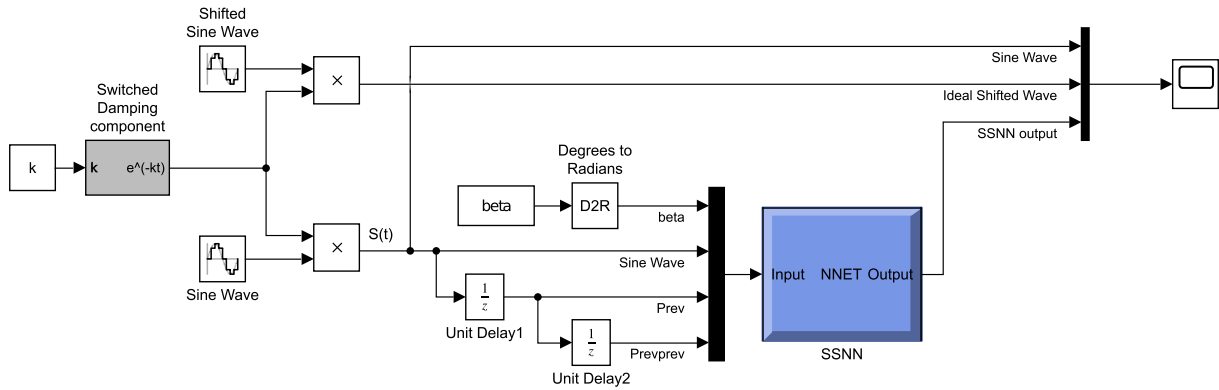 Shifted
Sine Wave
×
Sine Wave
Ideal Shifted Wave
SSNN output
Switched
Damping
component
k
k e^(-kt)
Degrees to
Radians
beta
D2R
beta
×
S(t)
Sine Wave
Sine Wave
1
z
Unit Delay1
Prev
1
z
Unit Delay2
Prevprev
Input NNET Output
SSNN